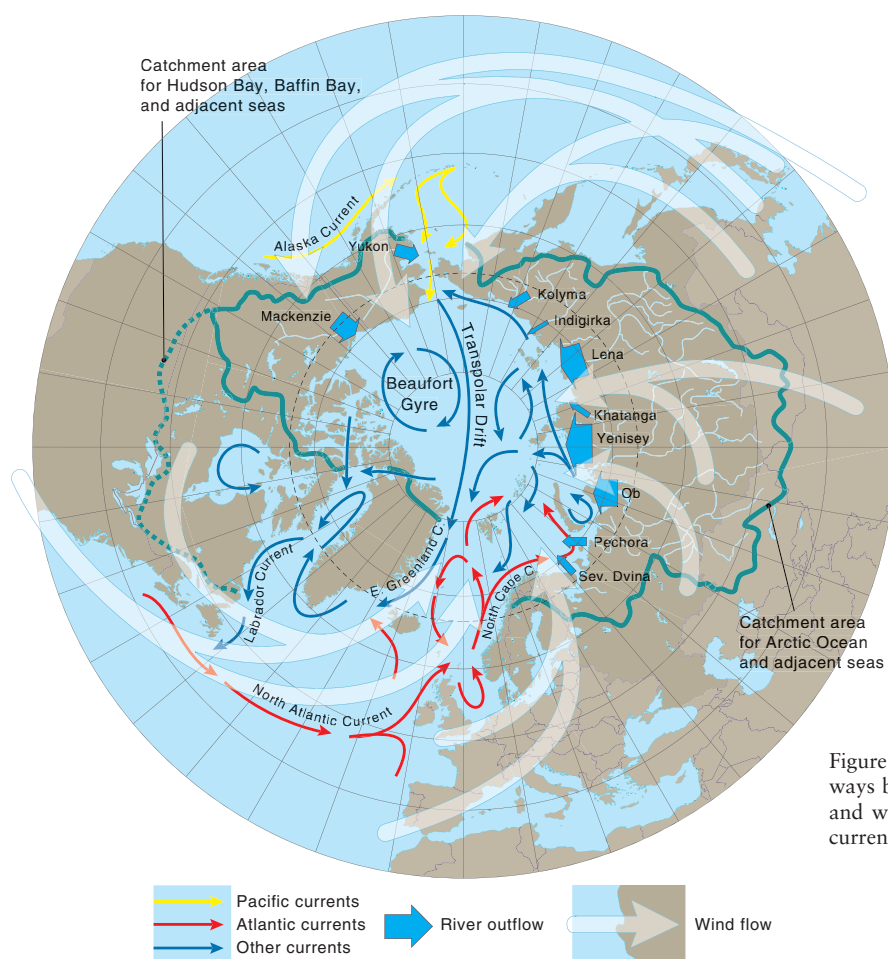 Catchment area
for Hudson Bay, Baffin Bay,
and adjacent seas
Alaska Current
Yukon
Mackenzie
Kolyma
Indigirka
Lena
Khatanga
Yenisey
Ob
Pechora
Sev. Dvina
Beaufort
Gyre
Transpolar Drift
E. Greenland C.
North Cape C.
Labrador Current
North Atlantic Current
Catchment area
for Arctic Ocean
and adjacent seas
Figure
ways b
and w
curren
Pacific currents
Atlantic currents
Other currents
River outflow
Wind flow